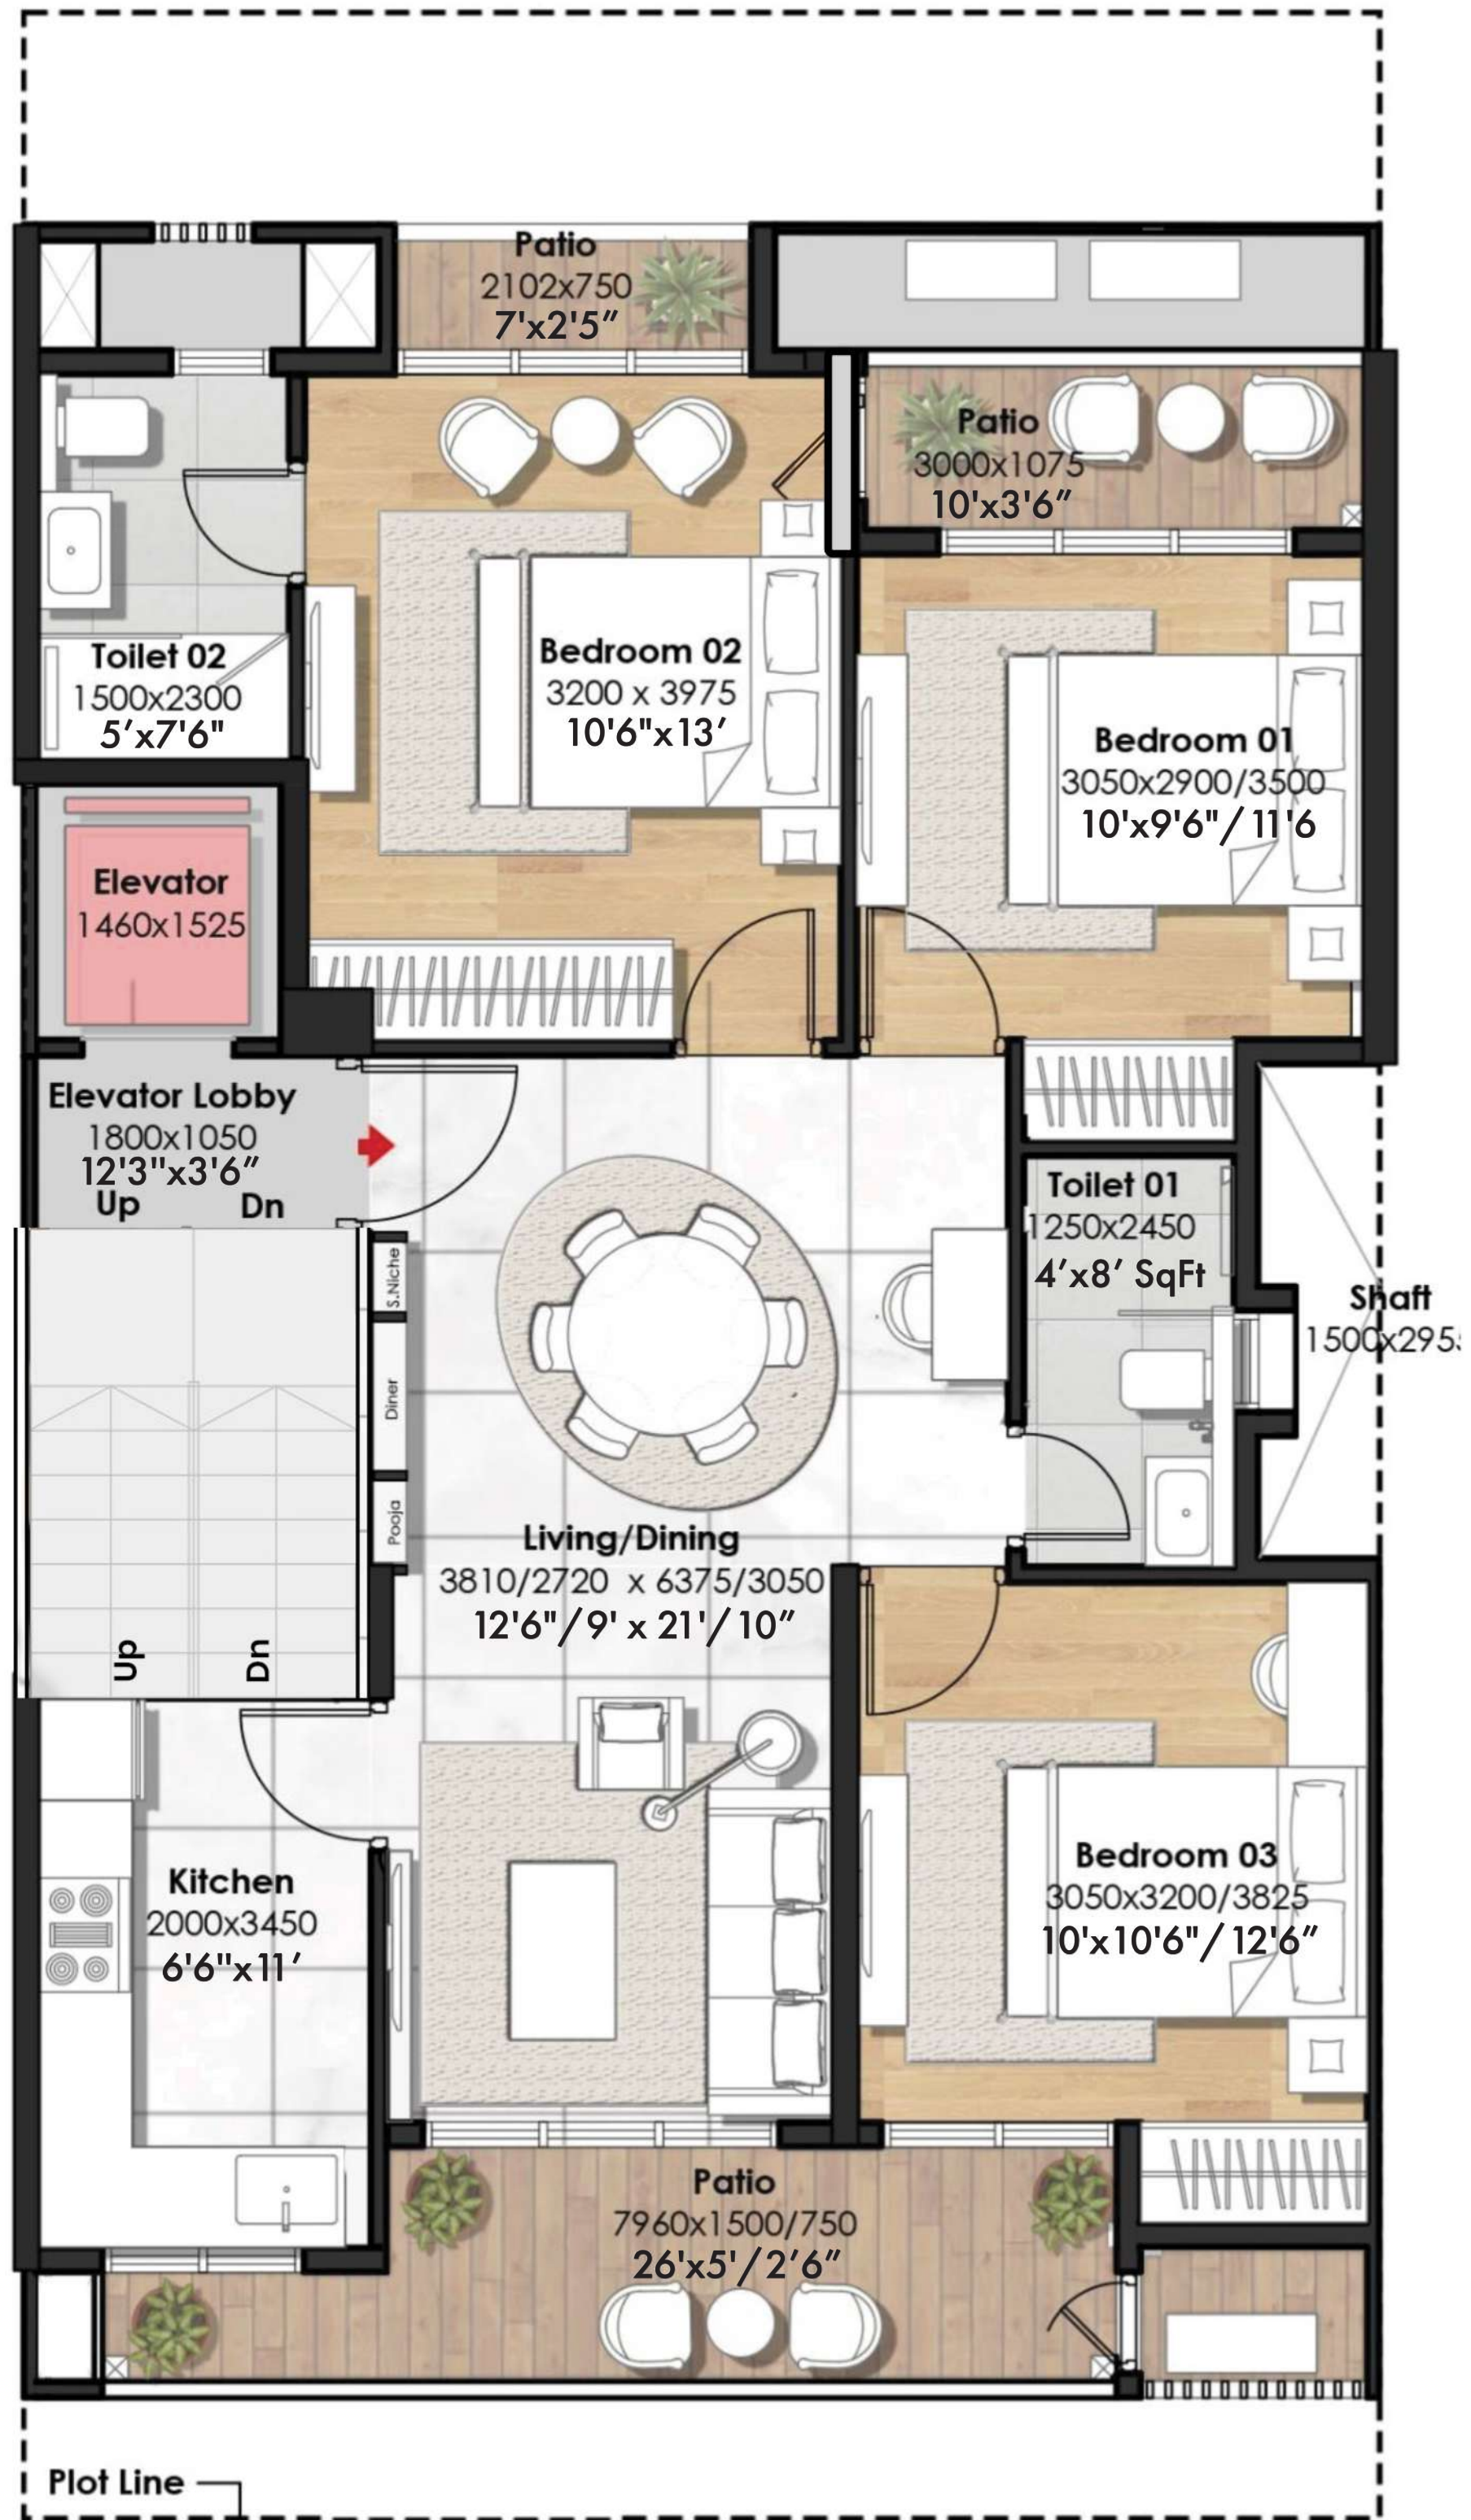 Patio
2102x750
7'x2'5"
Patio
3000x1075
10'x3'6"
Toilet 02
1500x2300
5'x7'6"
Bedroom 02
3200 x 3975
10'6"x13'
Bedroom 01
3050x2900/3500
10'x9'6"/11'6
Elevator
1460x1525
Elevator Lobby
1800x1050
12'3"x3'6"
Up Dn
Toilet 01
1250x2450
4'x8' SqFt
S.Niche
Shaft
Diner
Pooja
Living/Dining
3810/2720 x 6375/3050
12'6"/9' x 21'/10"
Up Dn
Kitchen
2000x3450
6'6"x11'
Bedroom 03
3050x3200/3825
10'x10'6"/12'6"
Patio
7960x1500/750
26'x5'/2'6"
Plot Line